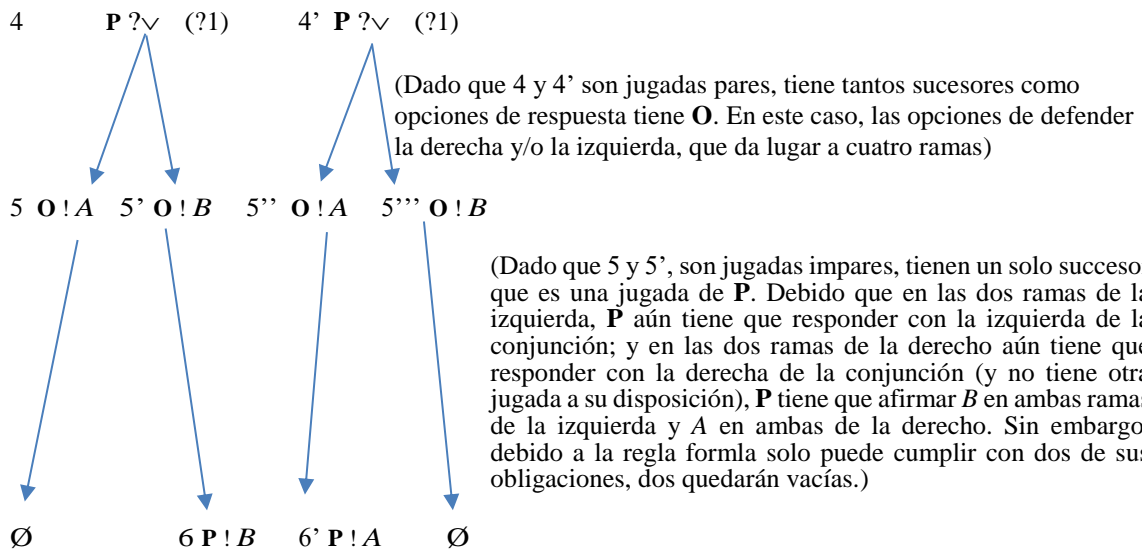 4 P ?∨ (?1) 4’ P ?∨ (?1)
(Dado que 4 y 4’ son jugadas pares, tiene tantos sucesores como
opciones de respuesta tiene O. En este caso, las opciones de defender
la derecha y/o la izquierda, que da lugar a cuatro ramas)
5 O ! A 5’ O ! B 5’’ O ! A 5’’’ O ! B
(Dado que 5 y 5’, son jugadas impares, tienen un solo succeso
que es una jugada de P. Debido que en las dos ramas de la
izquierda, P aún tiene que responder con la izquierda de la
conjunción; y en las dos ramas de la derecho aún tiene que
responder con la derecha de la conjunción (y no tiene otra
jugada a su disposición), P tiene que afirmar B en ambas ramas
de la izquierda y A en ambas de la derecho. Sin embargo
debido a la regla formla solo puede cumplir con dos de sus
obligaciones, dos quedarán vacías.)
Ø 6 P ! B 6’ P ! A Ø